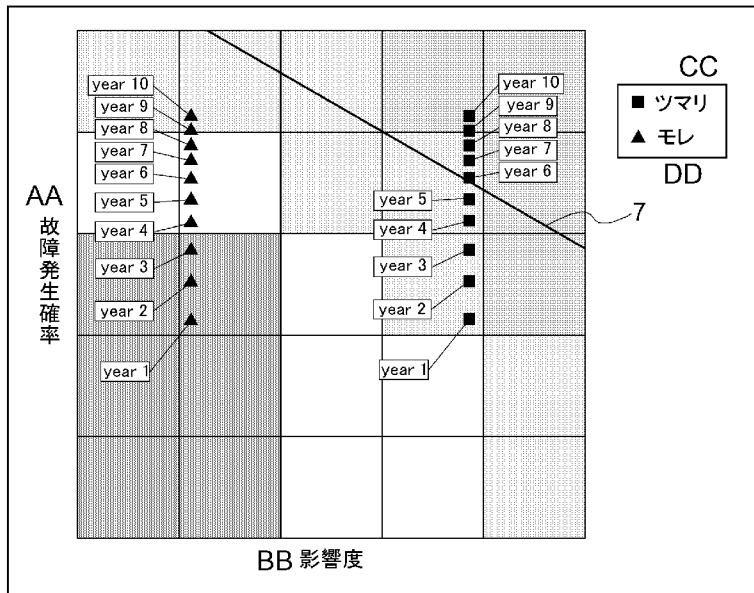 year 10
year 9
year 8
year 7
year 6
year 5
year 4
year 3
year 2
year 1
year 10
year 9
year 8
year 7
year 6
year 5
year 4
year 3
year 2
year 1
CC
ツマリ
モレ
DD
7
AA
故障発生確率
BB 影響度